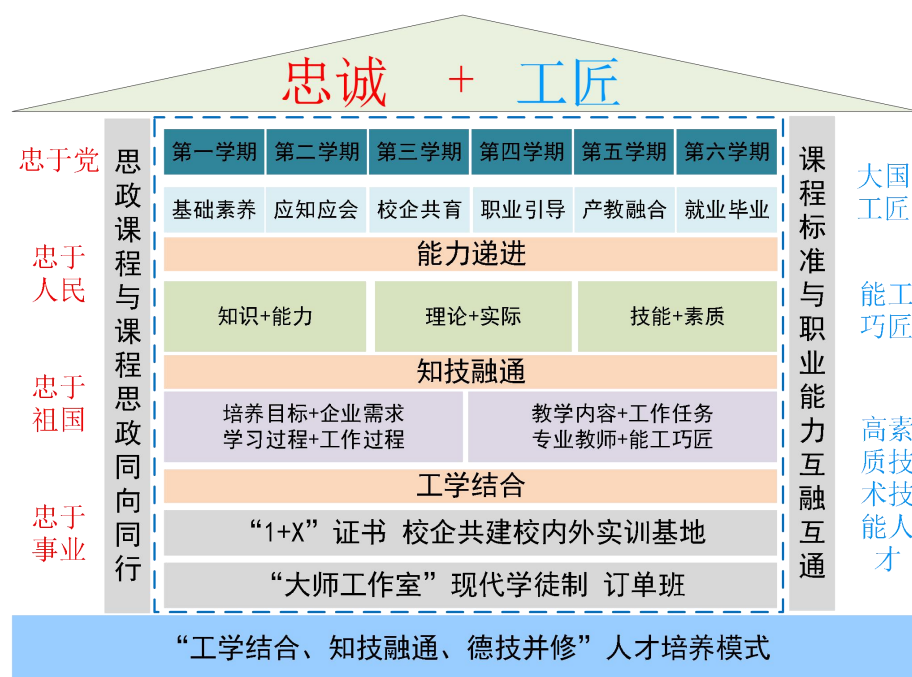 忠诚 + 工匠
忠于党
忠于
人民
忠于
祖国
忠于
事业
思政课程与课程思政同向同行
第一学期 第二学期 第三学期 第四学期 第五学期 第六学期
基础素养 应知应会 校企共育 职业引导 产教融合 就业毕业
能力递进
知识+能力 理论+实际 技能+素质
知技融通
培养目标+企业需求
学习过程+工作过程
教学内容+工作任务
专业教师+能工巧匠
工学结合
“1+X”证书 校企共建校内外实训基地
“大师工作室”现代学徒制 订单班
课程标准与职业能力互融互通
大国
工匠
能工
巧匠
高素
质技
术技
能人
才
“工学结合、知技融通、德技并修”人才培养模式